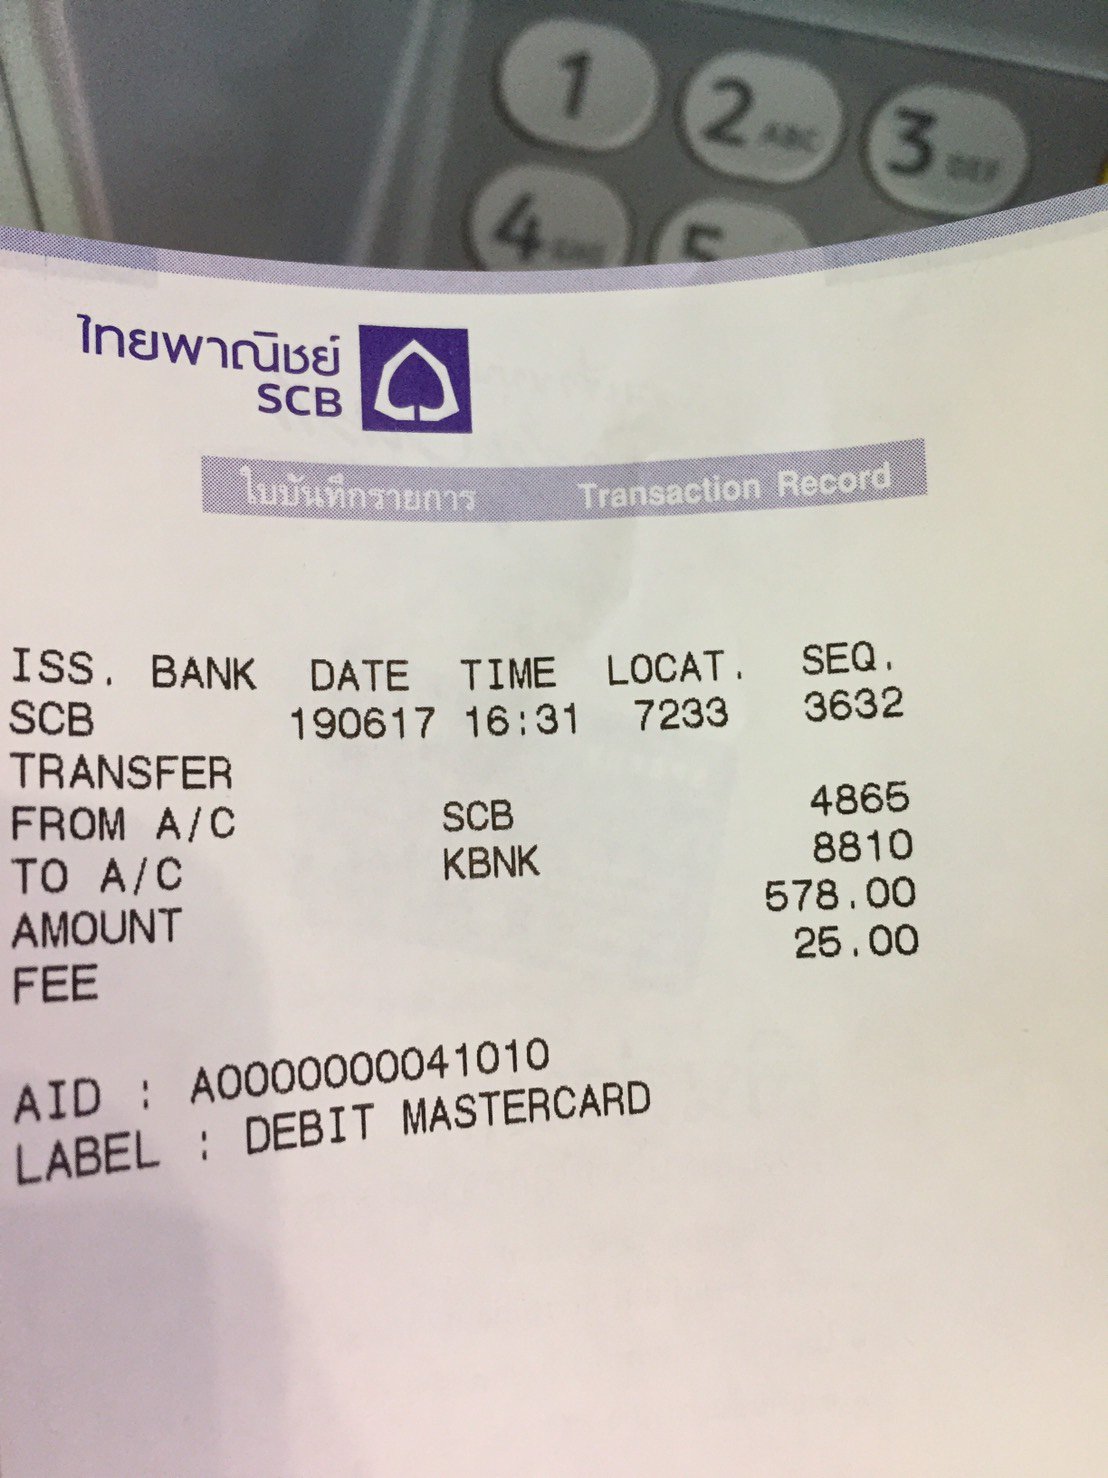 1
2 ABC
3 DEF
4
5
ไทยพาณิชย์
SCB
ใบบันทึกรายการ Transaction Record
ISS. BANK DATE TIME LOCAT. SEQ.
SCB 190617 16:31 7233 3632
TRANSFER
FROM A/C SCB 4865
TO A/C KBNK 8810
AMOUNT 578.00
FEE 25.00
AID : A0000000041010
LABEL : DEBIT MASTERCARD